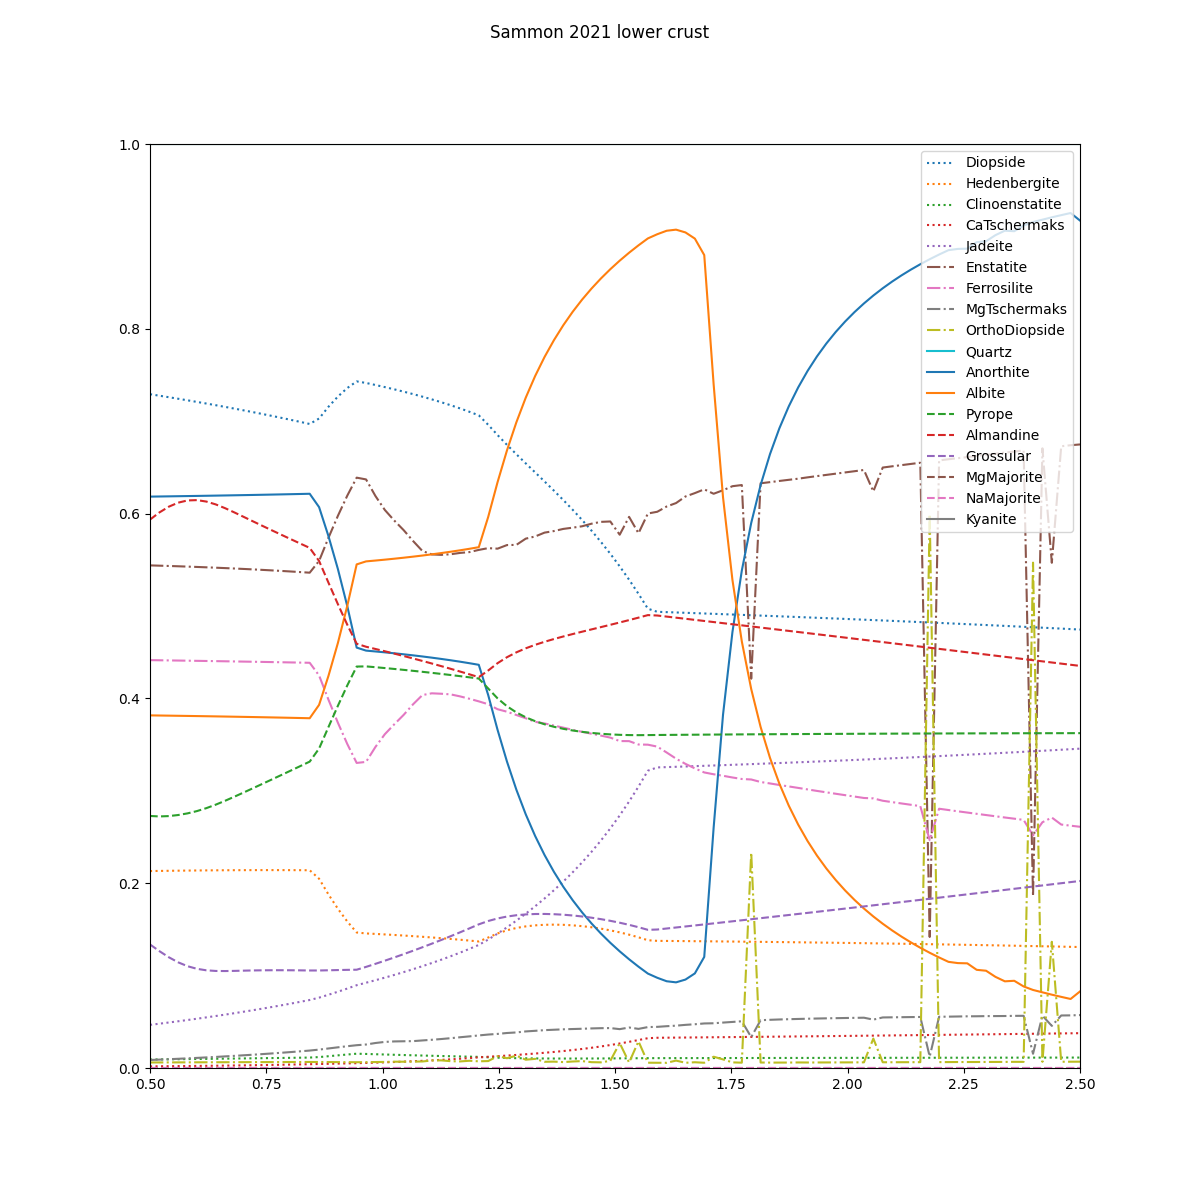 Sammon 2021 lower crust
1.0
0.8
0.6
0.4
0.2
0.0
0.50 0.75 1.00 1.25 1.50 1.75 2.00 2.25 2.50
Diopside
Hedenbergite
Clinoenstatite
CaTschermaks
Jadeite
Enstatite
Ferrosilite
MgTschermaks
OrthoDiopside
Quartz
Anorthite
Albite
Pyrope
Almandine
Grossular
MgMajorite
NaMajorite
Kyanite